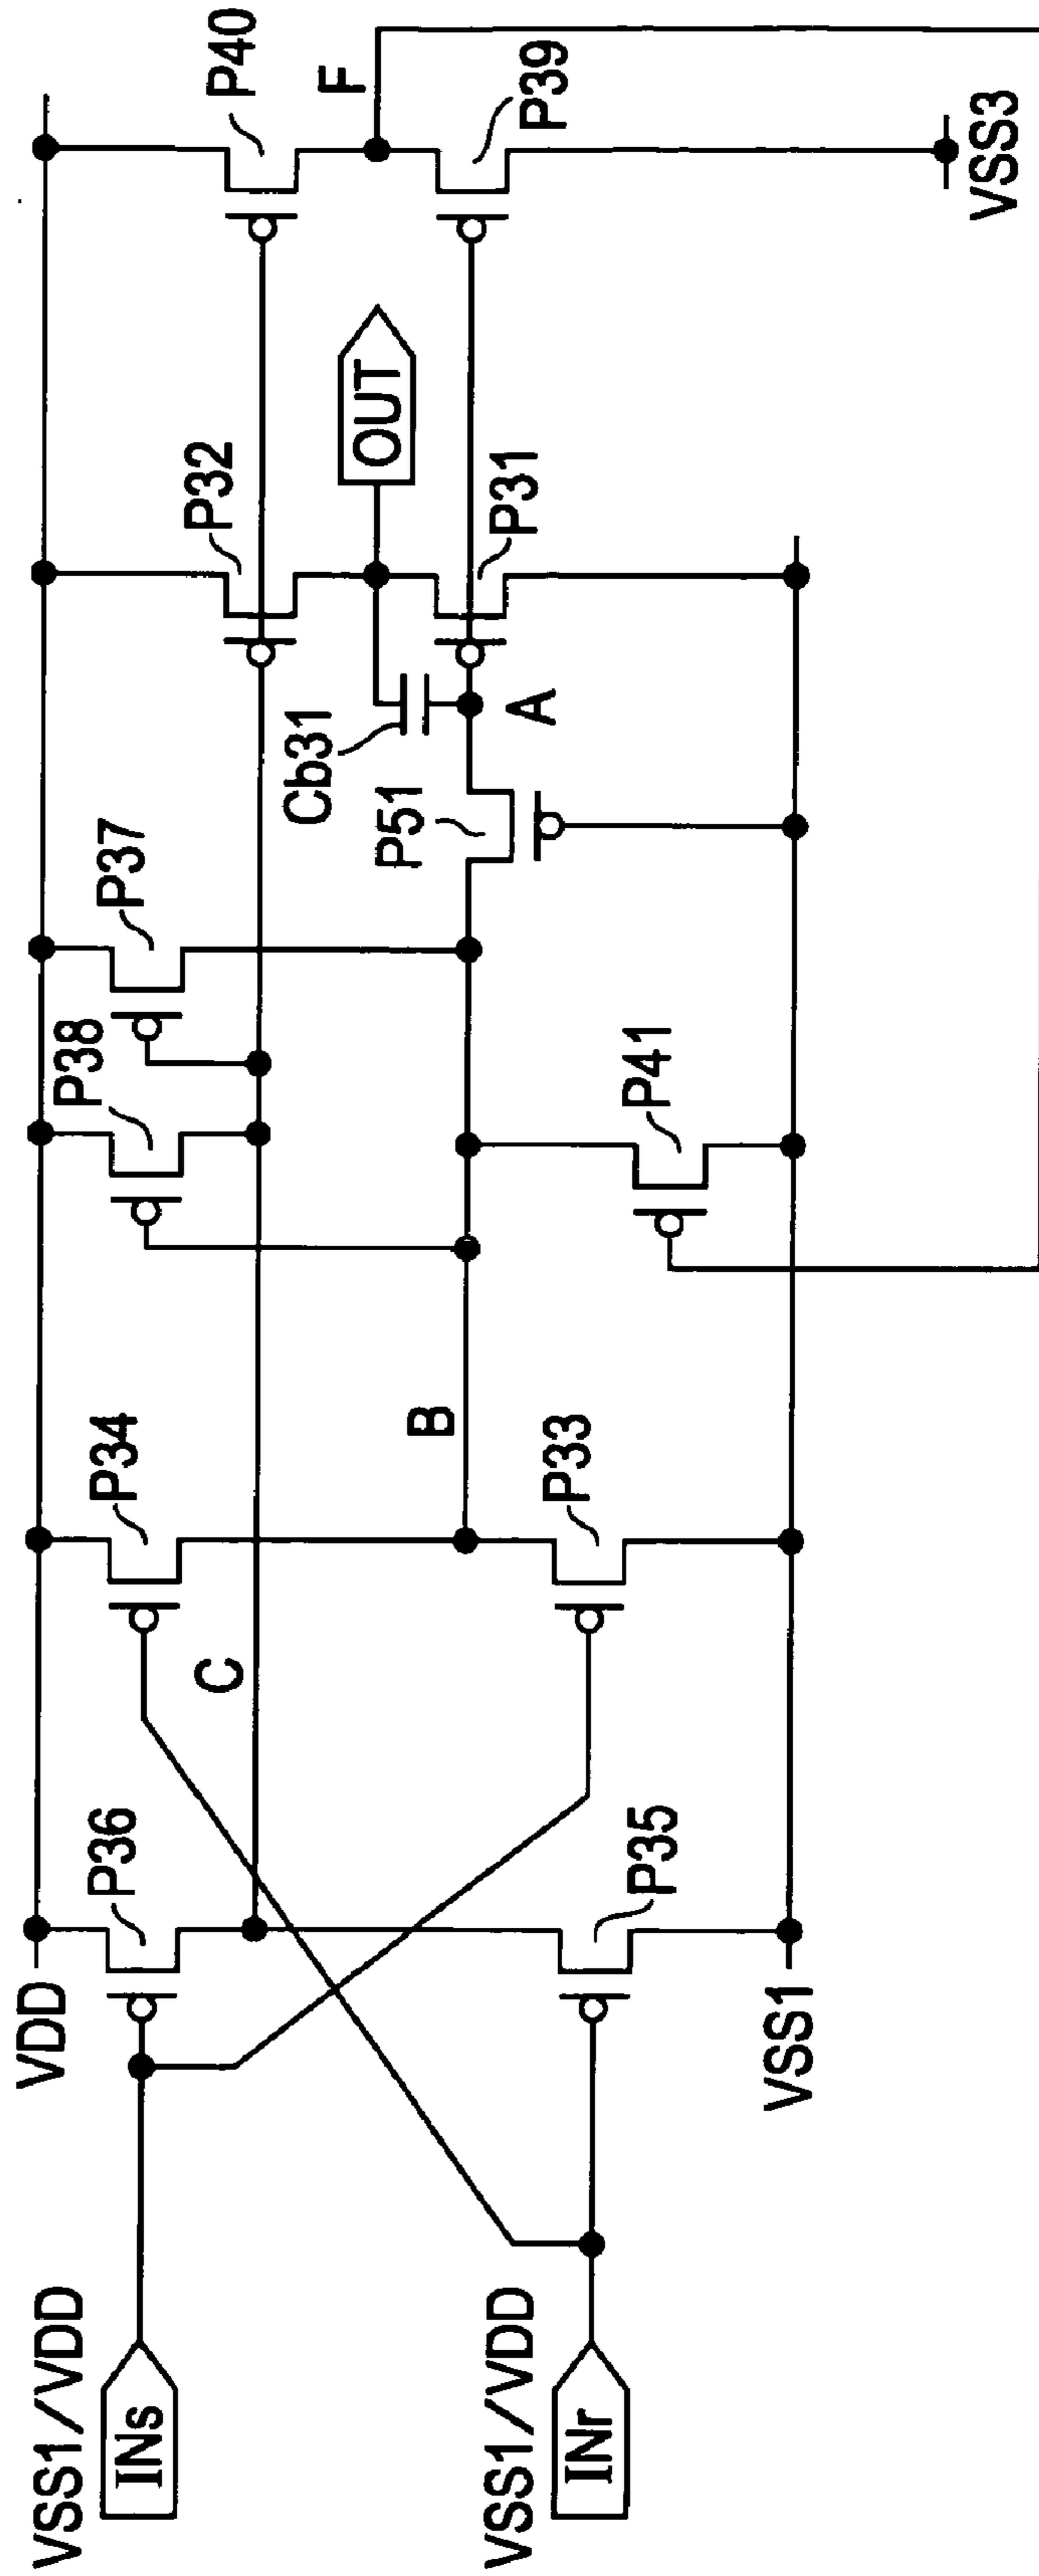 VSS1/VDD
INs
VSS1/VDD
INr
VDD
VSS1
P36
P35
C
P34
P33
B
P38
P37
P41
P51
Cb31
A
P32
P31
OUT
P40
F
P39
VSS3